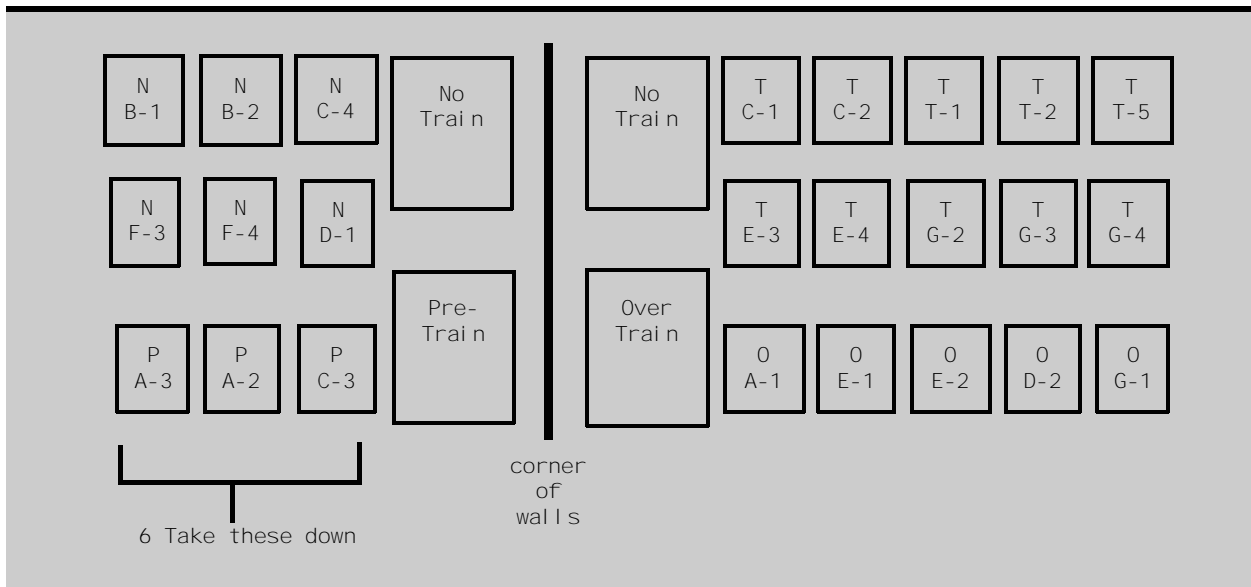 N
B-1
N
B-2
N
C-4
No
Train
No
Train
T
C-1
T
C-2
T
T-1
T
T-2
T
T-5
N
F-3
N
F-4
N
D-1
T
E-3
T
E-4
T
G-2
T
G-3
T
G-4
Pre-
Train
Over
Train
P
A-3
P
A-2
P
C-3
O
A-1
O
E-1
O
E-2
O
D-2
O
G-1
corner
of
walls
6 Take these down